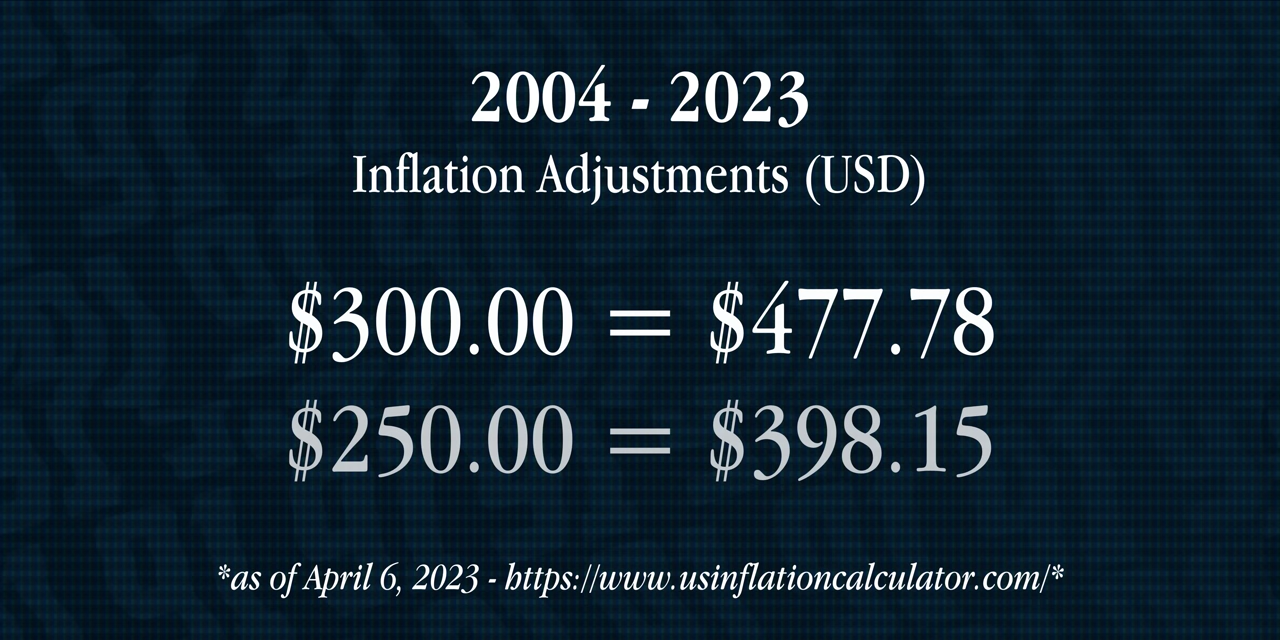 2004 - 2023
Inflation Adjustments (USD)
$300.00 = $477.78
$250.00 = $398.15
*as of April 6, 2023 - https://www.usinflationcalculator.com/*